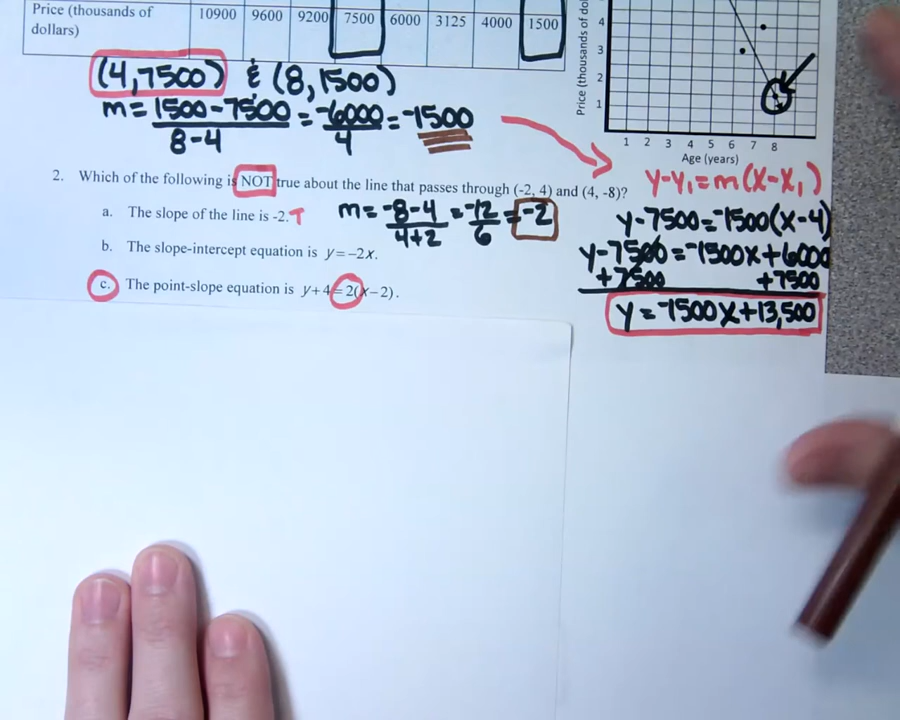 Price (thousands of dollars) 10900 9600 9200 7500 6000 3125 4000 1500
(4,7500) & (8,1500)
m = 1500-7500 / 8-4 = -6000 / 4 = -1500
Price (thousands of
4
3
2
1
1 2 3 4 5 6 7 8
Age (years)
2. Which of the following is NOT true about the line that passes through (-2, 4) and (4, -8)?
a. The slope of the line is -2. T
m = -8-4 / 4+2 = -12 / 6 = -2
b. The slope-intercept equation is y=-2x.
c. The point-slope equation is y+4=2(x-2).
y-y₁=m(x-x₁)
y-7500=-1500(x-4)
y-7500=-1500x+6000
+7500 +7500
y=-1500x+13,500